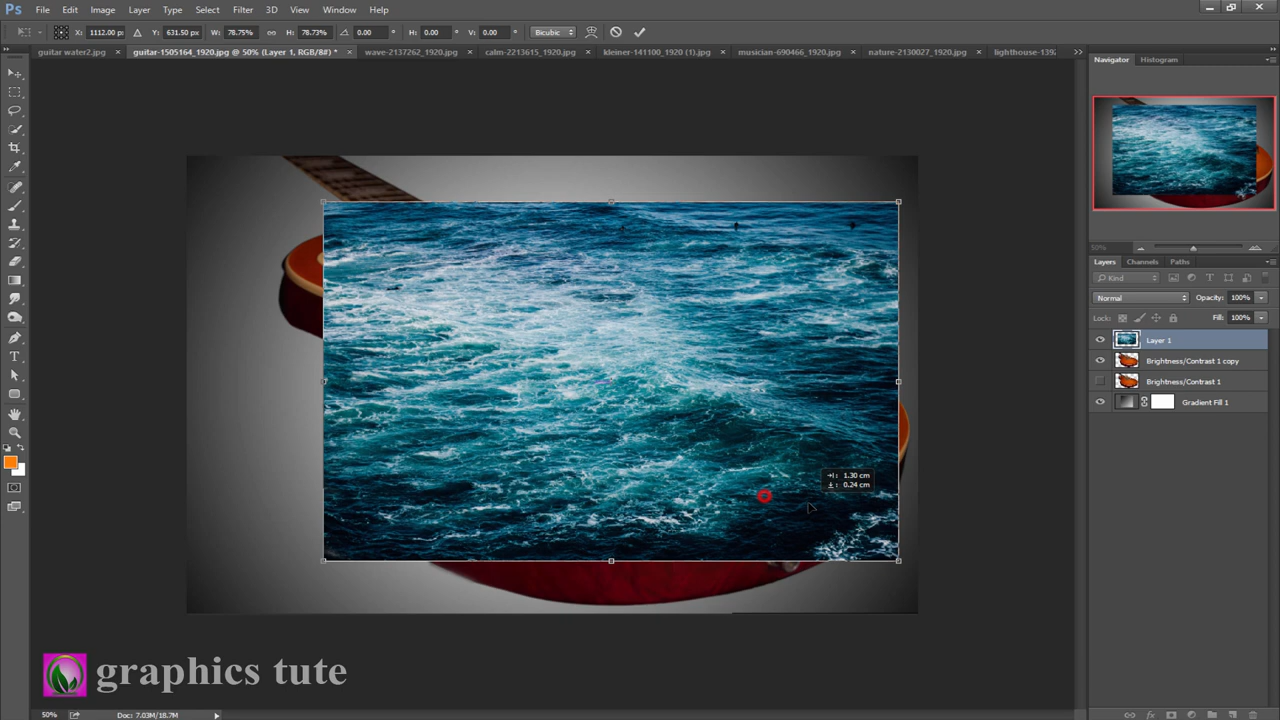 Ps File Edit Image Layer Type Select Filter 3D View Window Help
X: 1112.00 px Y: 631.50 px W: 78.75% H: 78.73% 0.00 ° H: 0.00 ° V: 0.00 ° Bicubic
guitar water2.jpg × guitar-1505164_1920.jpg @ 50% (Layer 1, RGB/8#) * × wave-2137262_1920.jpg × calm-2213615_1920.jpg × kleiner-141100_1920 (1).jpg × musician-690466_1920.jpg × nature-2130027_1920.jpg × lighthouse-1392
Navigator Histogram
50%
Layers Channels Paths
Kind
Normal Opacity: 100%
Lock: Fill: 100%
Layer 1
Brightness/Contrast 1 copy
Brightness/Contrast 1
Gradient Fill 1
1.30 cm
0.24 cm
graphics tute
50% Doc: 7.03M/18.7M